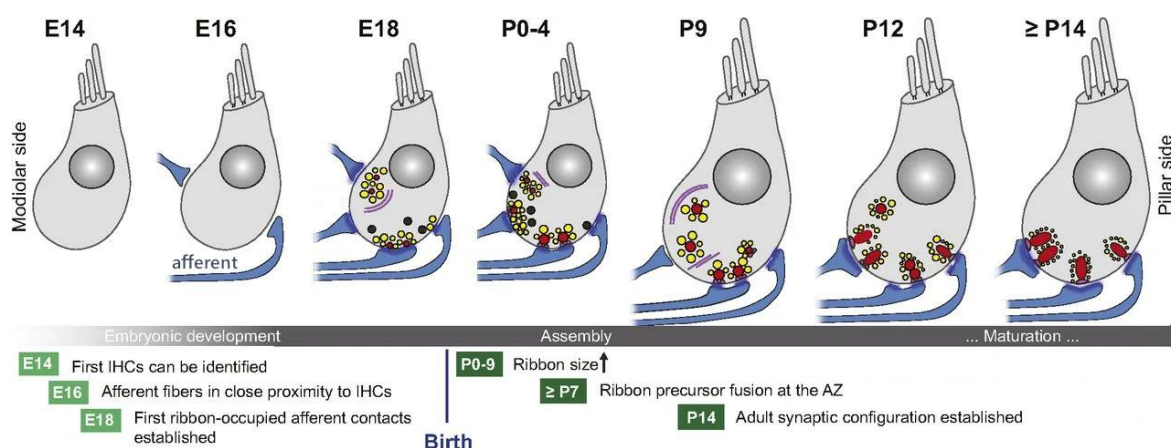 E14 E16 E18 P0-4 P9 P12 ≥ P14
Modiolar side
Pillar side
afferent
Embryonic development Assembly ... Maturation ...
E14 First IHCs can be identified
E16 Afferent fibers in close proximity to IHCs
E18 First ribbon-occupied afferent contacts
established
Birth
P0-9 Ribbon size↑
≥ P7 Ribbon precursor fusion at the AZ
P14 Adult synaptic configuration established